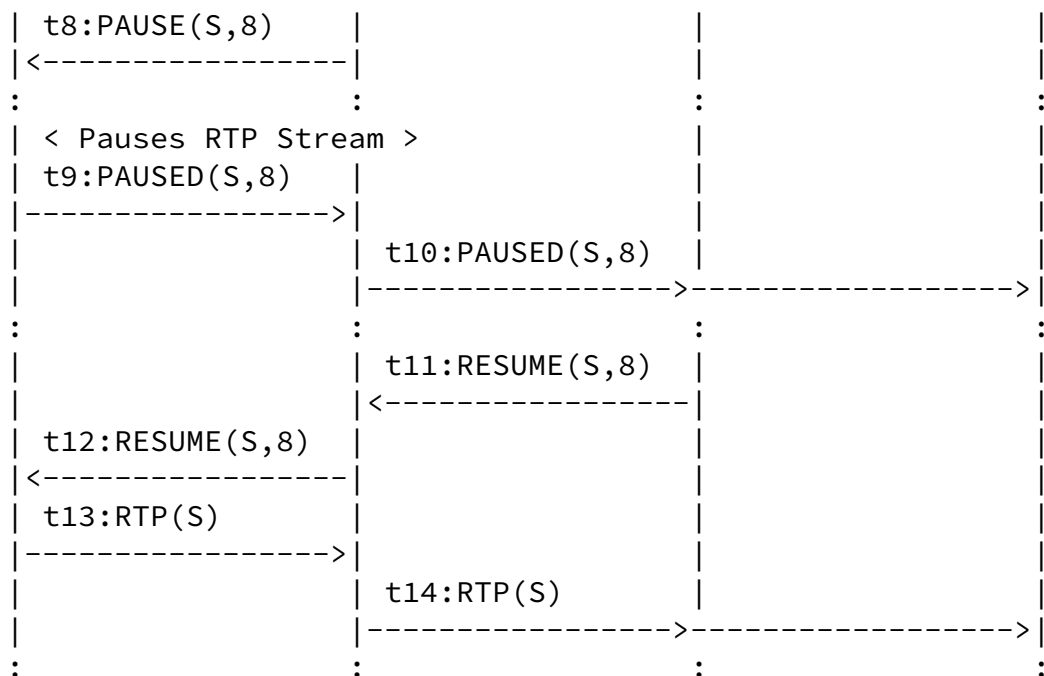 | t8:PAUSE(S,8)    |                  |                  |
|<-----------------|                  |                  |
:                  :                  :                  :
| < Pauses RTP Stream >               |                  |
| t9:PAUSED(S,8)   |                  |                  |
|----------------->|                  |                  |
|                  | t10:PAUSED(S,8)  |                  |
|                  |----------------->------------------>|
:                  :                  :                  :
|                  | t11:RESUME(S,8)  |                  |
|                  |<-----------------|                  |
| t12:RESUME(S,8)  |                  |                  |
|<-----------------|                  |                  |
| t13:RTP(S)       |                  |                  |
|----------------->|                  |                  |
|                  | t14:RTP(S)       |                  |
|                  |----------------->------------------>|
:                  :                  :                  :